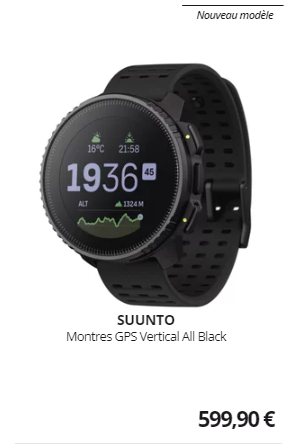 Nouveau modèle
16°C 21:58
1936 45
ALT 1324 M
SUUNTO
Montres GPS Vertical All Black
599,90 €